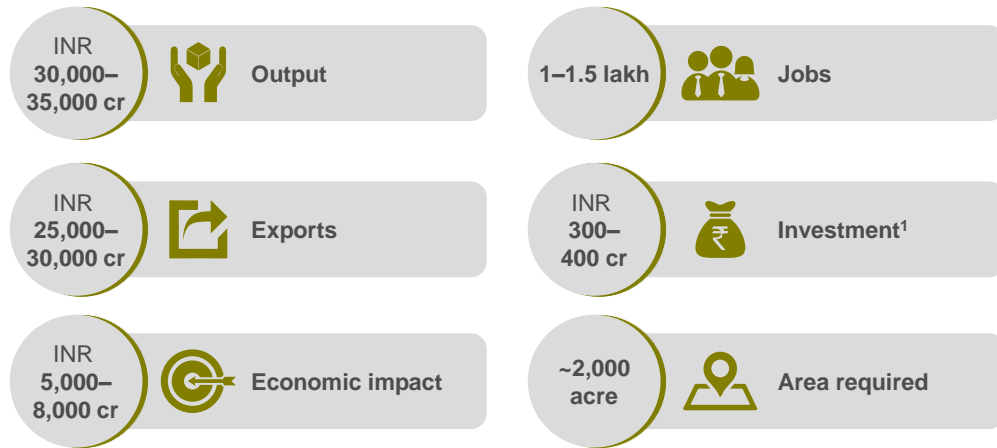 INR
30,000–
35,000 cr
Output
1–1.5 lakh
Jobs
INR
25,000–
30,000 cr
Exports
INR
300–
400 cr
₹
Investment¹
INR
5,000–
8,000 cr
Economic impact
~2,000
acre
Area required